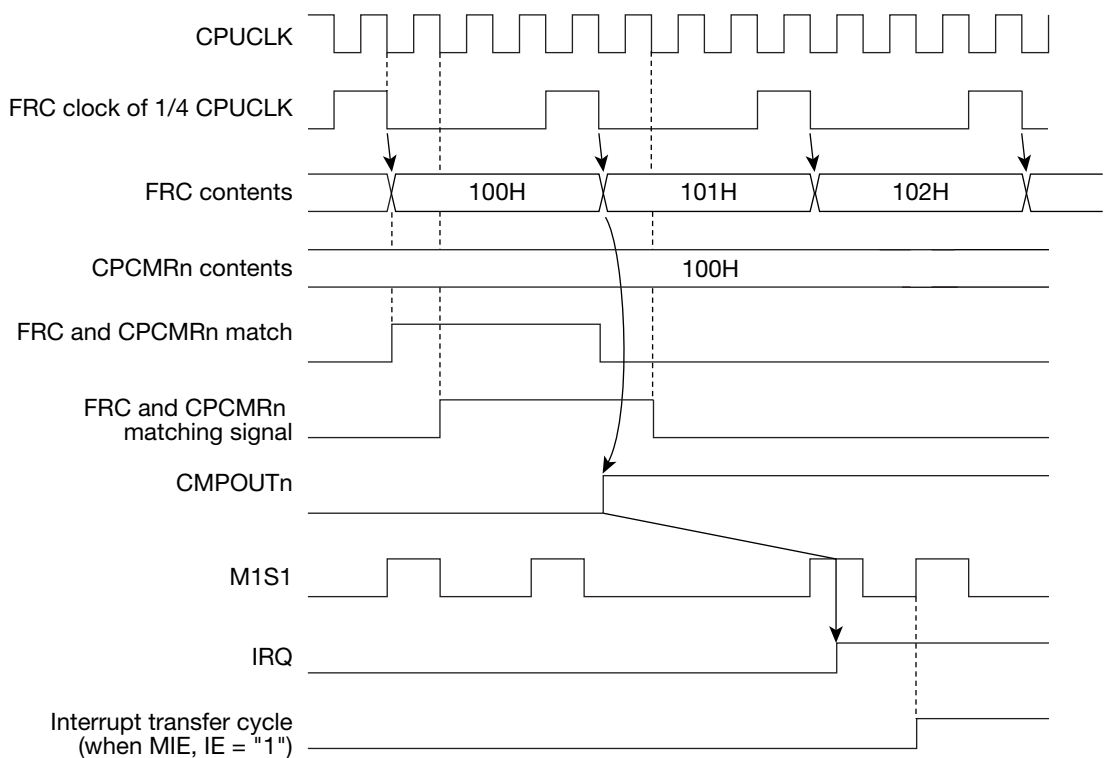 CPUCLK
FRC clock of 1/4 CPUCLK
FRC contents
100H
101H
102H
CPCMRn contents
100H
FRC and CPCMRn match
FRC and CPCMRn
matching signal
CMPOUTn
M1S1
IRQ
Interrupt transfer cycle
(when MIE, IE = "1")